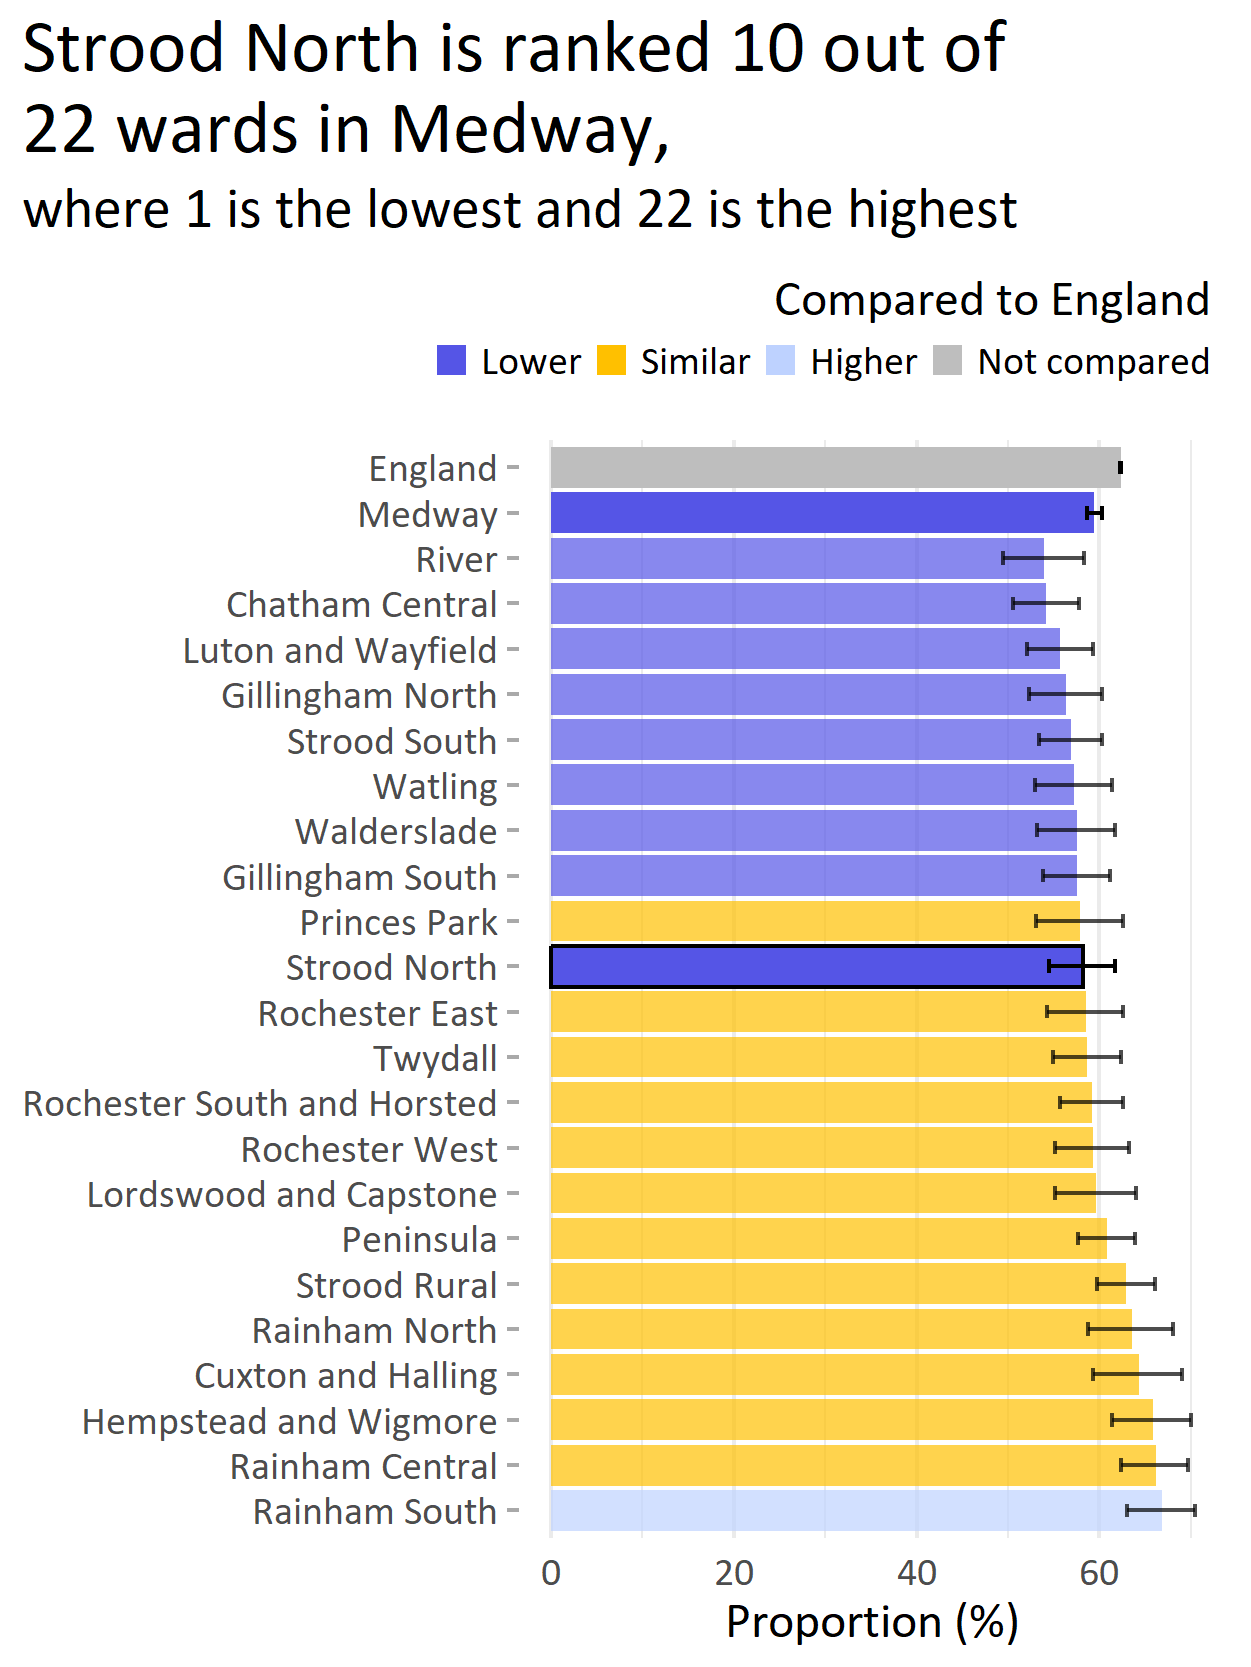 Strood North is ranked 10 out of
22 wards in Medway,
where 1 is the lowest and 22 is the highest
Compared to England
Lower Similar Higher Not compared
England
Medway
River
Chatham Central
Luton and Wayfield
Gillingham North
Strood South
Watling
Walderslade
Gillingham South
Princes Park
Strood North
Rochester East
Twydall
Rochester South and Horsted
Rochester West
Lordswood and Capstone
Peninsula
Strood Rural
Rainham North
Cuxton and Halling
Hempstead and Wigmore
Rainham Central
Rainham South
0 20 40 60
Proportion (%)